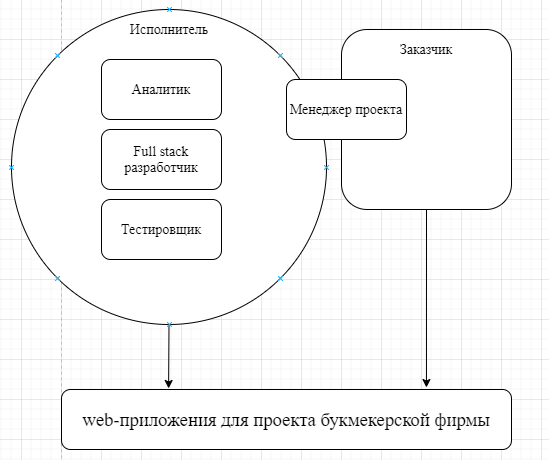 Исполнитель
Заказчик
Аналитик
Менеджер проекта
Full stack
разработчик
Тестировщик
web-приложения для проекта букмекерской фирмы